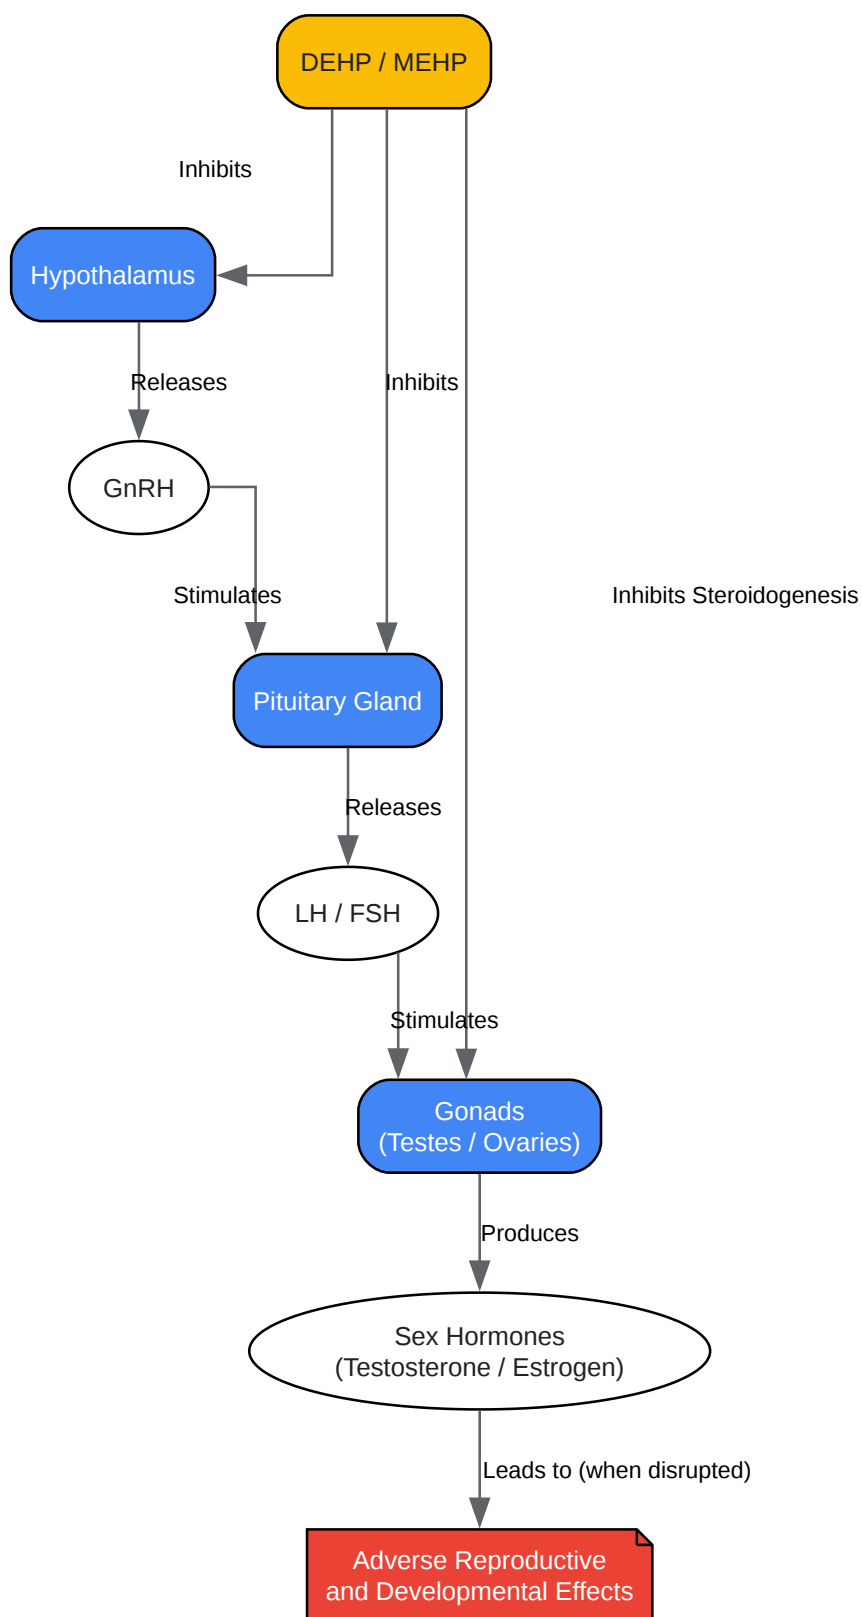 DEHP / MEHP
Inhibits
Hypothalamus
Releases
Inhibits
GnRH
Stimulates
Inhibits Steroidogenesis
Pituitary Gland
Releases
LH / FSH
Stimulates
Gonads
(Testes / Ovaries)
Produces
Sex Hormones
(Testosterone / Estrogen)
Leads to (when disrupted)
Adverse Reproductive
and Developmental Effects